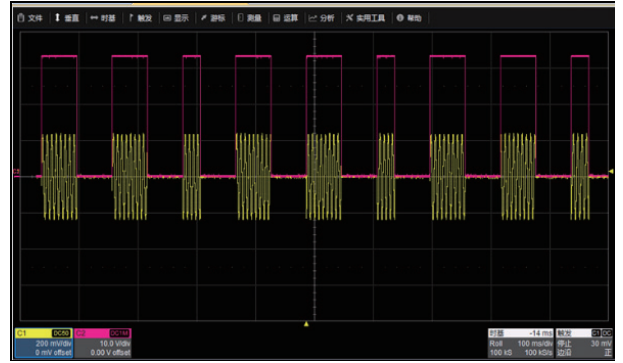 文件 垂直 时基 触发 显示 游标 测量 运算 分析 实用工具 帮助
C1 DC50 C2 DC1M
200 mV/div 10.0 V/div
0 mV offset 0.00 V offset
时基 -14 ms 触发 C1 DC
Roll 100 ms/div 停止 30 mV
100 kS 100 kS/s 边沿 正